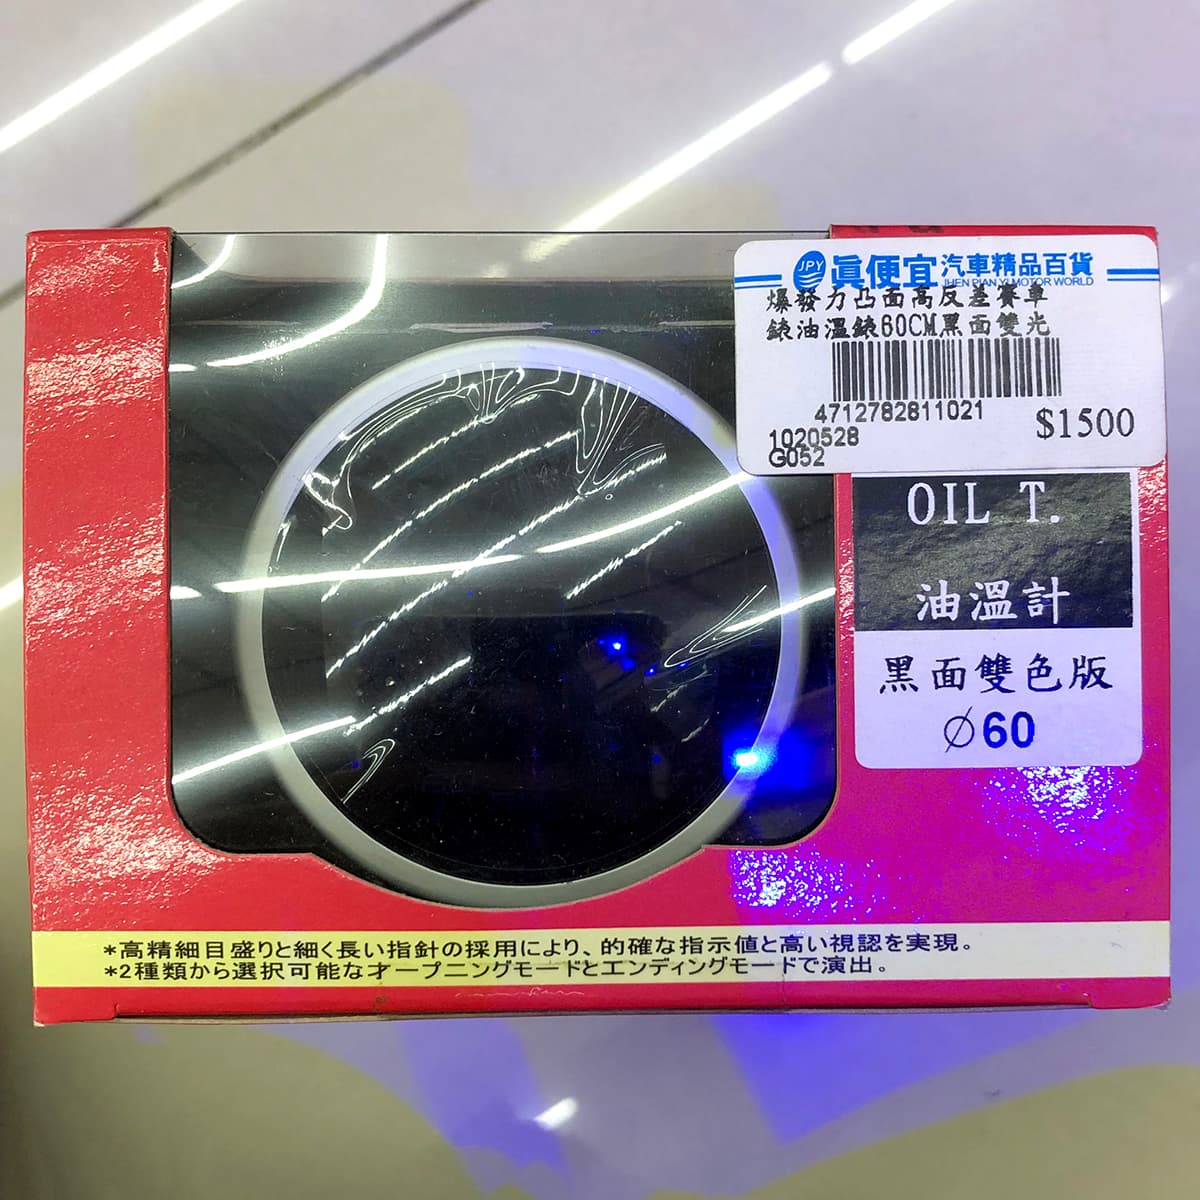 JPY 眞便宜 汽車精品百貨
JHEN PIAN YI MOTOR WORLD
爆發力凸面高反差賽車
錶油溫錶60CM黑面雙光
4712782811021
1020528
G052
$1500
OIL T.
油溫計
黑面雙色版
∅60
*高精細目盛りと細く長い指針の採用により、的確な指示値と高い視認を実現。
*2種類から選択可能なオープニングモードとエンディングモードで演出。